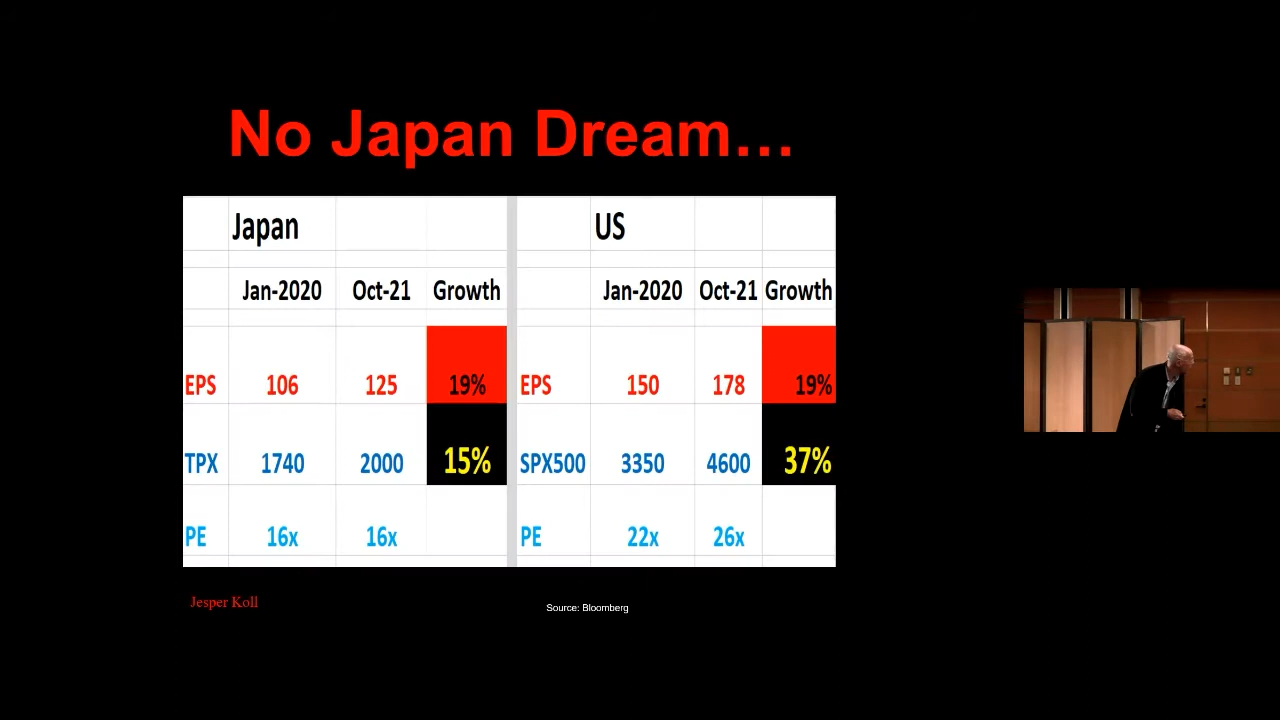 No Japan Dream...
Japan US
Jan-2020 Oct-21 Growth Jan-2020 Oct-21 Growth
EPS 106 125 19% EPS 150 178 19%
TPX 1740 2000 15% SPX500 3350 4600 37%
PE 16x 16x PE 22x 26x
Jesper Koll
Source: Bloomberg